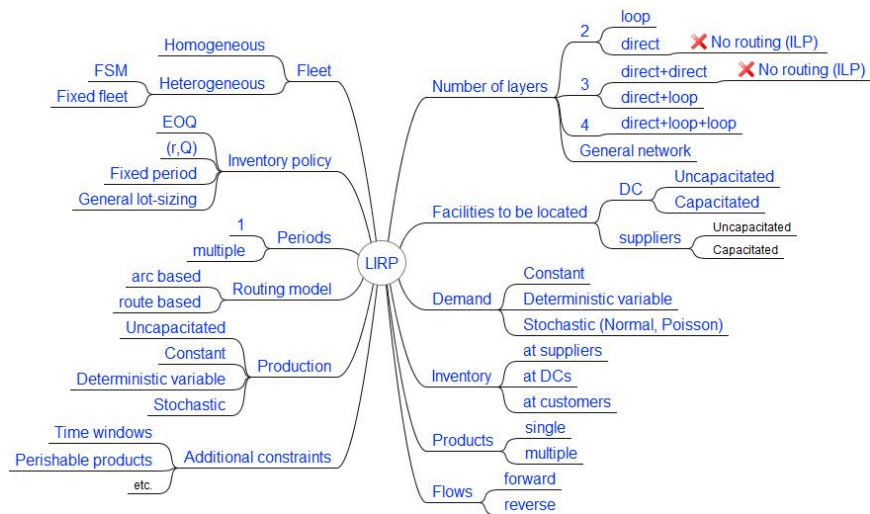 LIRP
Fleet
Homogeneous
Heterogeneous
FSM
Fixed fleet
Inventory policy
EOQ
(r,Q)
Fixed period
General lot-sizing
Periods
1
multiple
Routing model
arc based
route based
Production
Uncapacitated
Constant
Deterministic variable
Stochastic
Additional constraints
Time windows
Perishable products
etc.
Number of layers
2
loop
direct
No routing (ILP)
3
direct+direct
No routing (ILP)
direct+loop
4
direct+loop+loop
General network
Facilities to be located
DC
Uncapacitated
Capacitated
suppliers
Uncapacitated
Capacitated
Demand
Constant
Deterministic variable
Stochastic (Normal, Poisson)
Inventory
at suppliers
at DCs
at customers
Products
single
multiple
Flows
forward
reverse